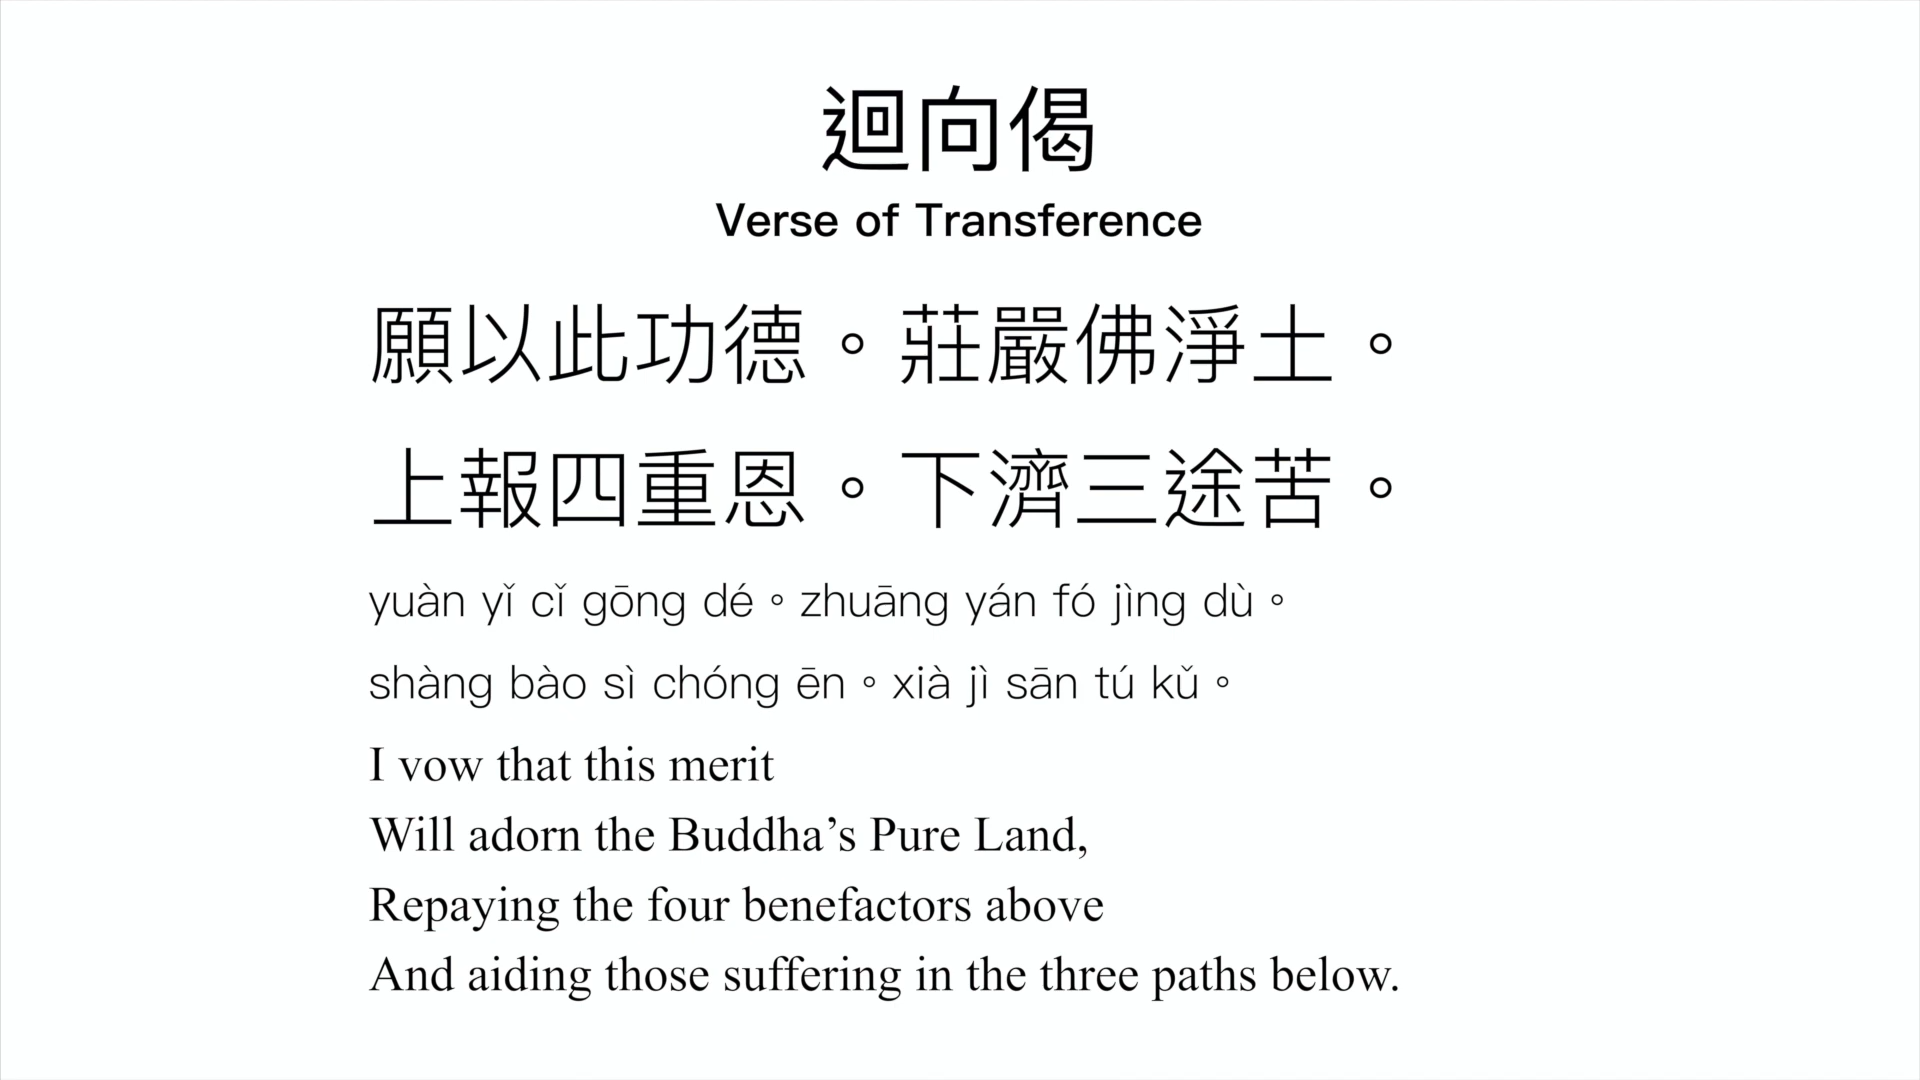 迴向偈
Verse of Transference
願以此功德。莊嚴佛淨土。
上報四重恩。下濟三途苦。
yuàn yǐ cǐ gōng dé。zhuāng yán fó jìng dù。
shàng bào sì chóng ēn。xià jì sān tú kǔ。
I vow that this merit
Will adorn the Buddha’s Pure Land,
Repaying the four benefactors above
And aiding those suffering in the three paths below.